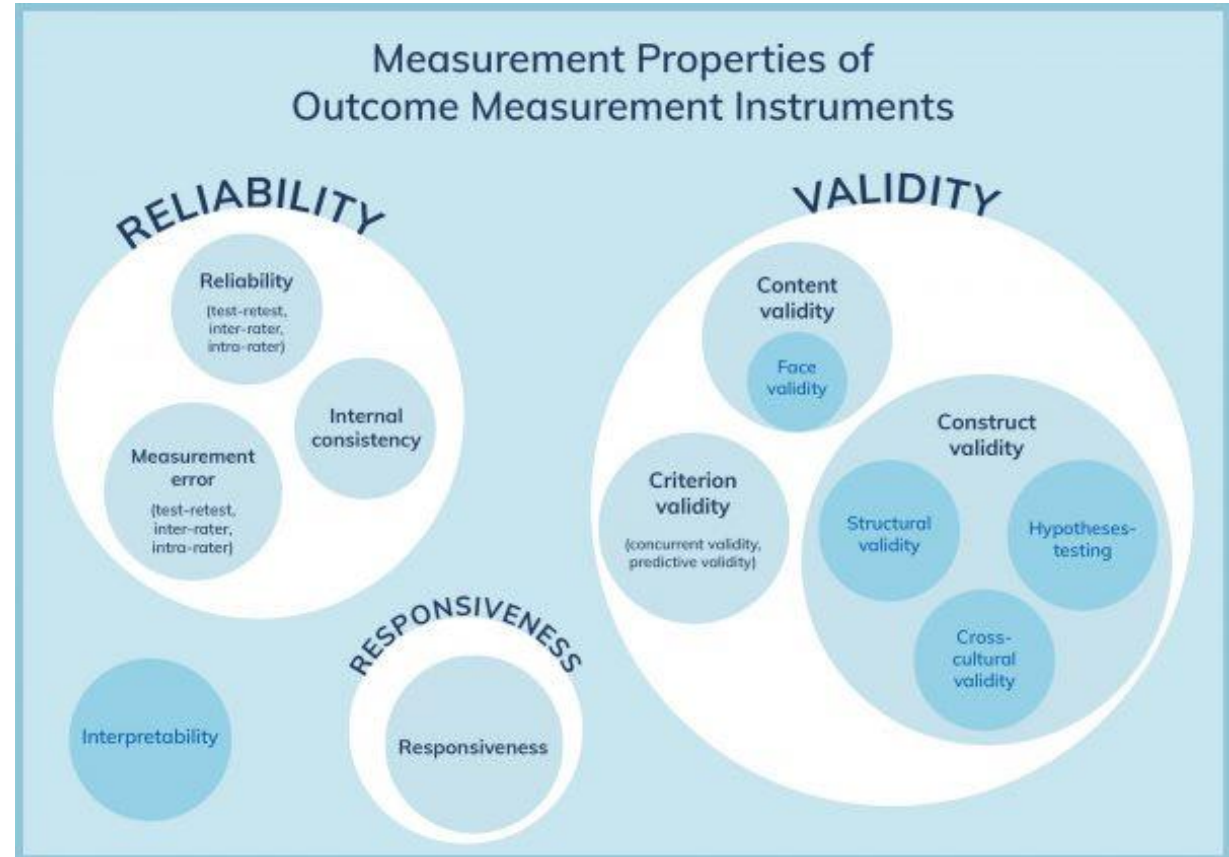 Measurement Properties of
Outcome Measurement Instruments
RELIABILITY
Reliability
(test-retest,
inter-rater,
intra-rater)
Internal
consistency
Measurement
error
(test-retest,
inter-rater,
intra-rater)
VALIDITY
Content
validity
Face
validity
Criterion
validity
(concurrent validity,
predictive validity)
Construct
validity
Structural
validity
Hypotheses-
testing
Cross-
cultural
validity
RESPONSIVENESS
Responsiveness
Interpretability